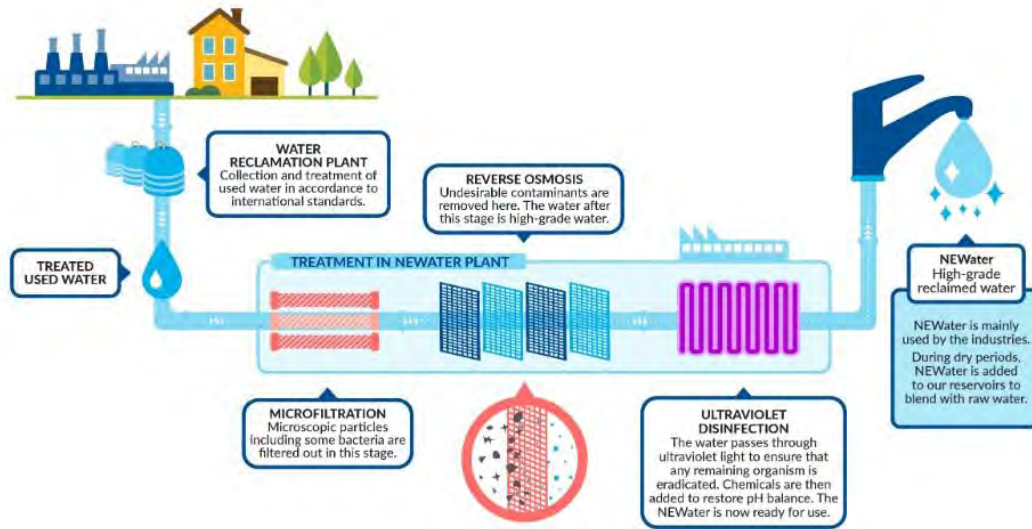 WATER
RECLAMATION PLANT
Collection and treatment of
used water in accordance to
international standards.
TREATED
USED WATER
REVERSE OSMOSIS
Undesirable contaminants are
removed here. The water after
this stage is high-grade water.
TREATMENT IN NEWATER PLANT
MICROFILTRATION
Microscopic particles
including some bacteria are
filtered out in this stage.
ULTRAVIOLET
DISINFECTION
The water passes through
ultraviolet light to ensure that
any remaining organism is
eradicated. Chemicals are then
added to restore pH balance. The
NEWater is now ready for use.
NEWater
High-grade
reclaimed water
NEWater is mainly
used by the industries.
During dry periods,
NEWater is added
to our reservoirs to
blend with raw water.